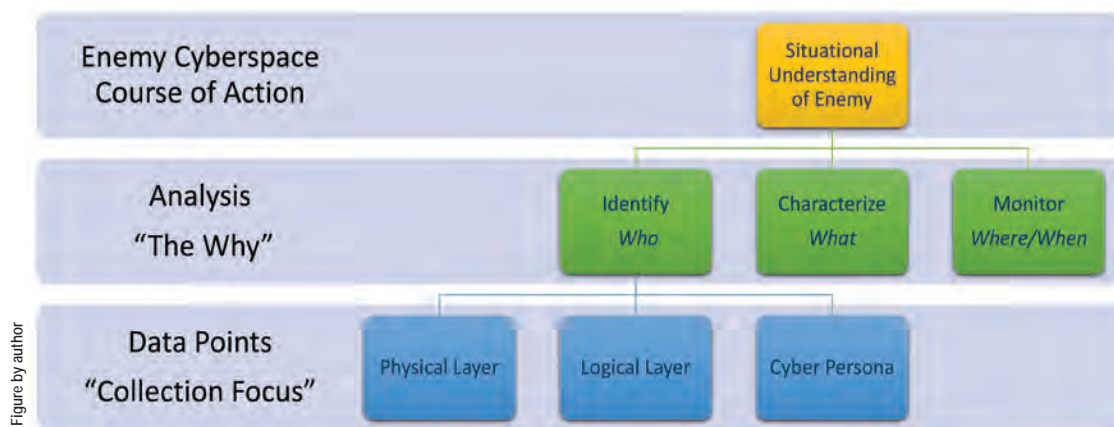 Enemy Cyberspace
Course of Action
Situational
Understanding
of Enemy
Analysis
“The Why”
Identify
Who
Characterize
What
Monitor
Where/When
Data Points
“Collection Focus”
Physical Layer
Logical Layer
Cyber Persona
Figure by author